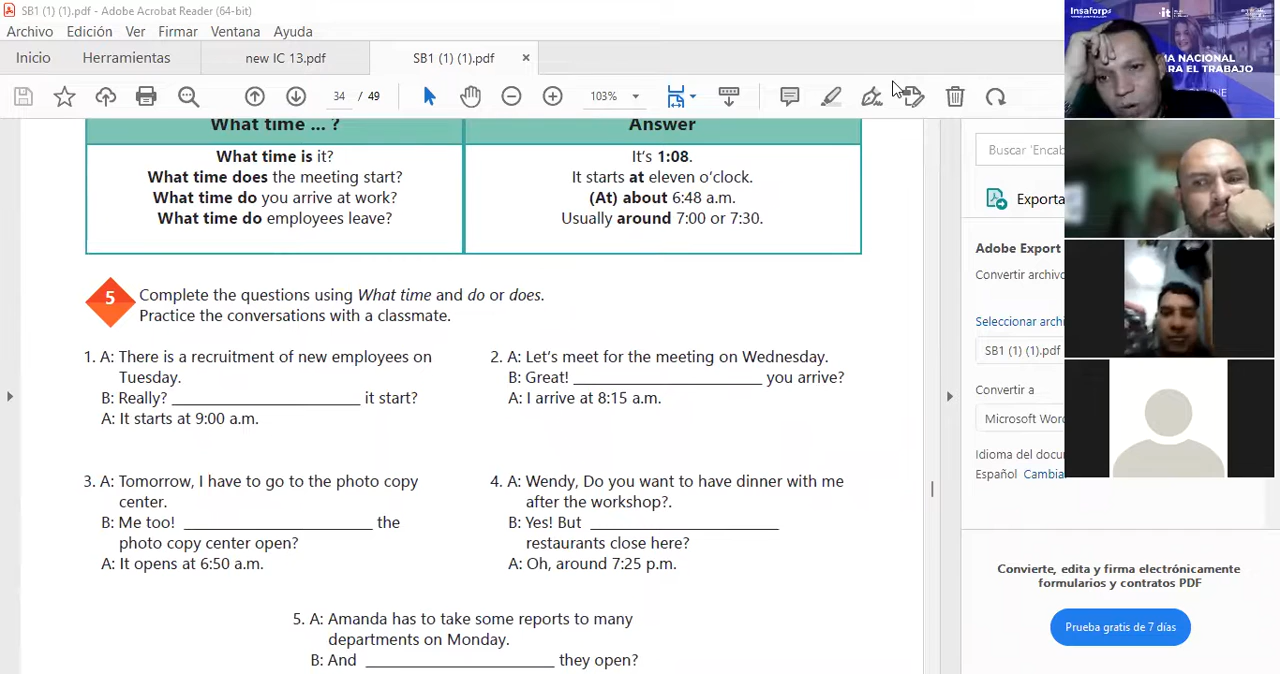 SB1 (1) (1).pdf - Adobe Acrobat Reader (64-bit)
Archivo Edición Ver Firmar Ventana Ayuda
Inicio Herramientas new IC 13.pdf SB1 (1) (1).pdf ×
34 / 49 103%
What time ... ? Answer
What time is it? It's 1:08.
What time does the meeting start? It starts at eleven o'clock.
What time do you arrive at work? (At) about 6:48 a.m.
What time do employees leave? Usually around 7:00 or 7:30.
5 Complete the questions using What time and do or does.
Practice the conversations with a classmate.
1. A: There is a recruitment of new employees on
Tuesday.
B: Really? ____________________ it start?
A: It starts at 9:00 a.m.
2. A: Let's meet for the meeting on Wednesday.
B: Great! ____________________ you arrive?
A: I arrive at 8:15 a.m.
3. A: Tomorrow, I have to go to the photo copy
center.
B: Me too! ____________________ the
photo copy center open?
A: It opens at 6:50 a.m.
4. A: Wendy, Do you want to have dinner with me
after the workshop?.
B: Yes! But ____________________
restaurants close here?
A: Oh, around 7:25 p.m.
5. A: Amanda has to take some reports to many
departments on Monday.
B: And ____________________ they open?
Buscar 'Encab
Exporta
Adobe Export
Convertir archivo
Seleccionar archi
SB1 (1) (1).pdf
Convertir a
Microsoft Word
Idioma del docu
Español Cambia
Convierte, edita y firma electrónicamente
formularios y contratos PDF
Prueba gratis de 7 días
Insaforp
it
MA NACIONAL
RA EL TRABAJO
LINE